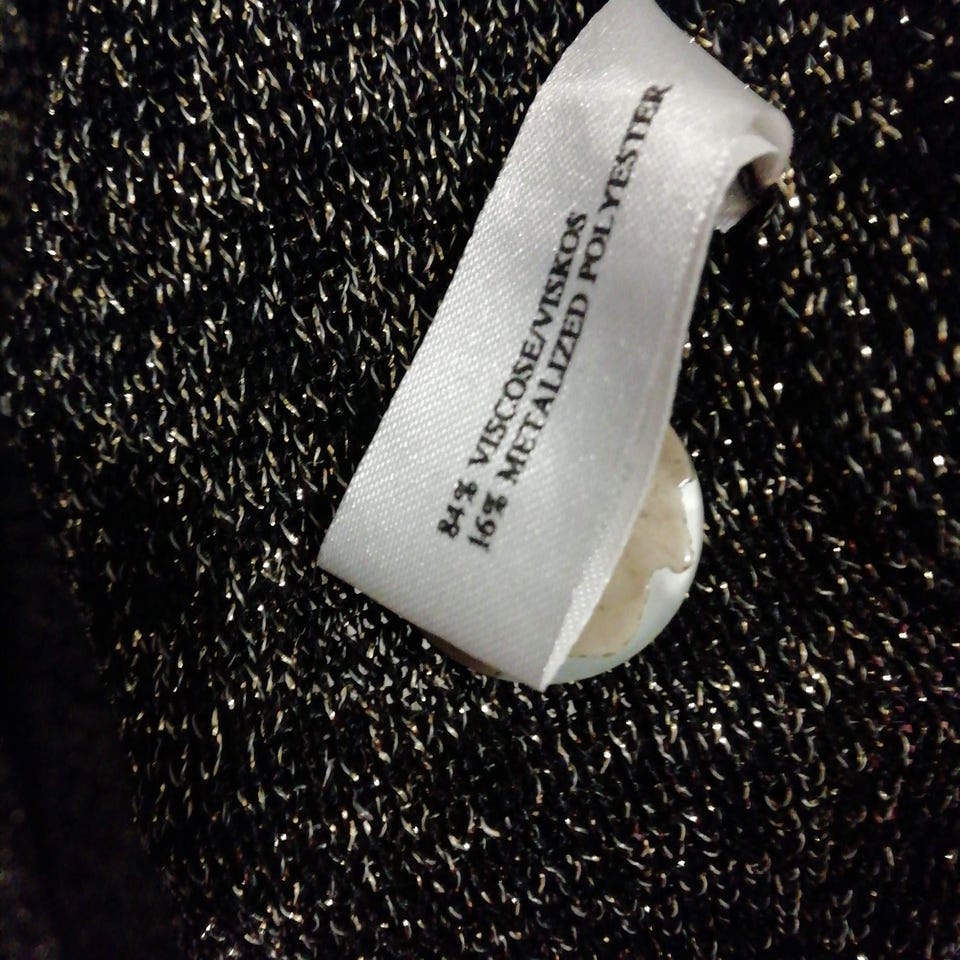 84% VISCOSE/VISKOS
16% METALIZED POLYESTER